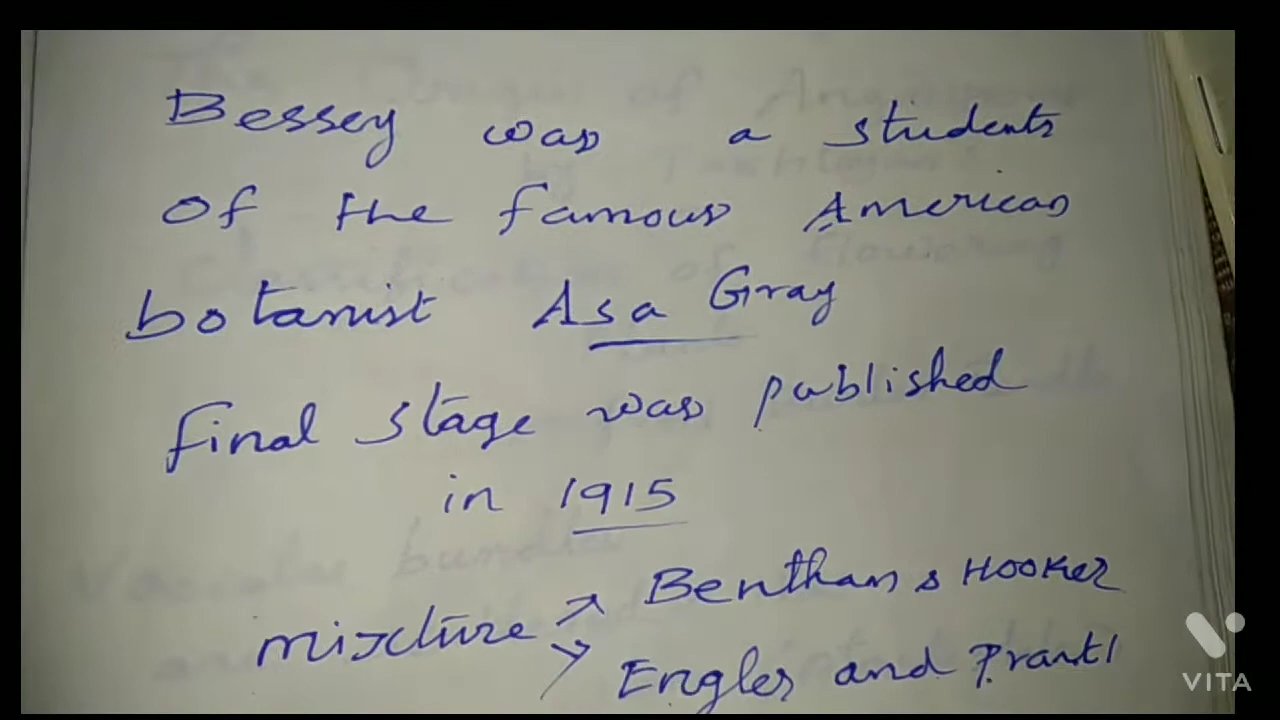 Bessey was a students
of the famous American
botanist Asa Gray
final stage was published
in 1915
mixture
Bentham & Hooker
Engler and Prantl
VITA